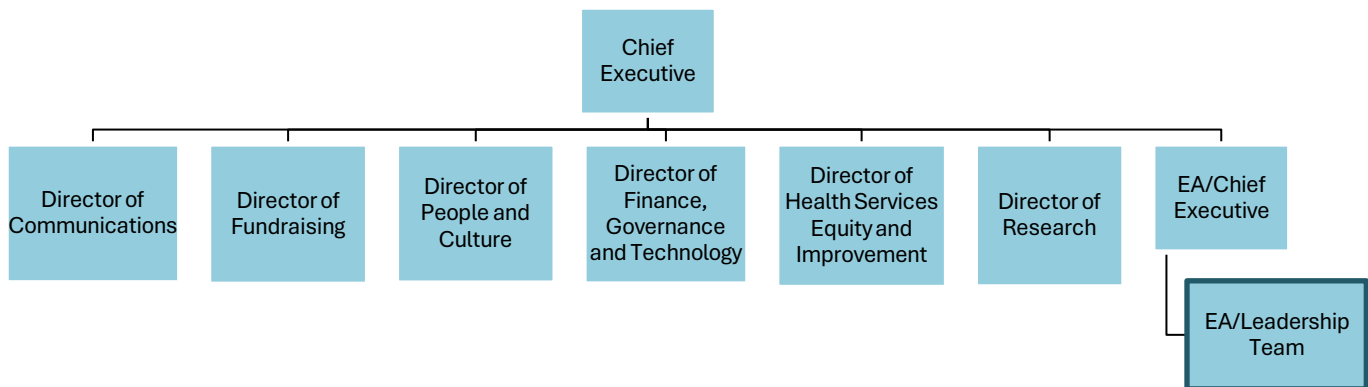 Chief
Executive
Director of
Communications
Director of
Fundraising
Director of
People and
Culture
Director of
Finance,
Governance
and Technology
Director of
Health Services
Equity and
Improvement
Director of
Research
EA/Chief
Executive
EA/Leadership
Team